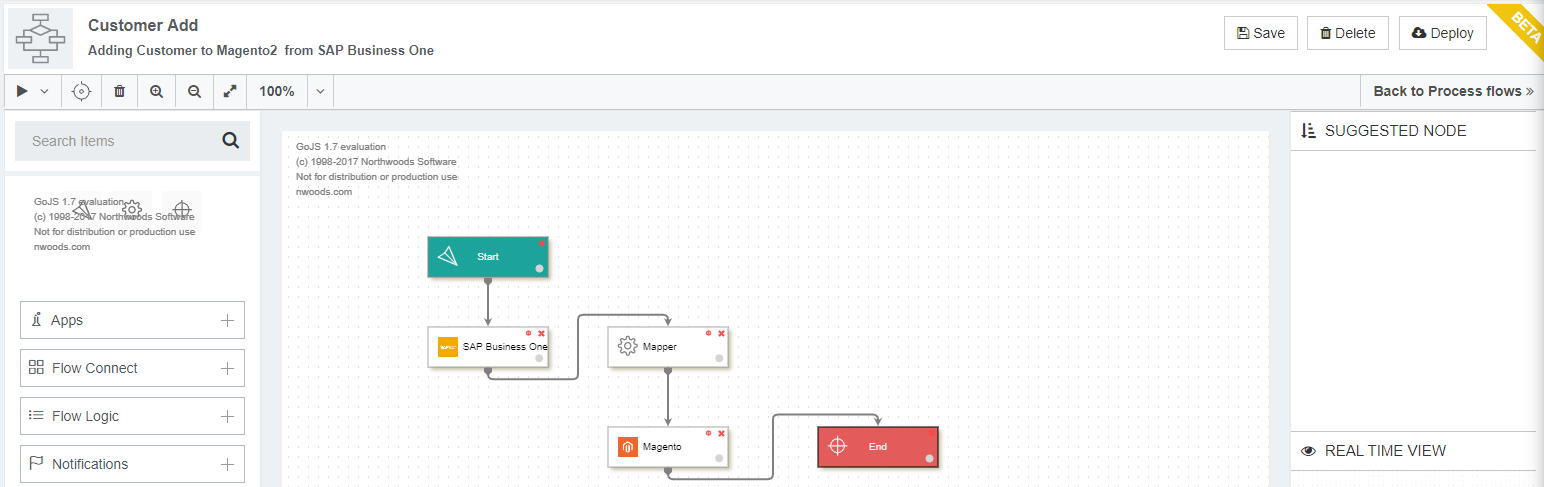 Customer Add
Adding Customer to Magento2 from SAP Business One
Save
Delete
Deploy
BETA
100%
Back to Process flows »
Search Items
GoJS 1.7 evaluation
(c) 1998-2017 Northwoods Software
Not for distribution or production use
nwoods.com
Apps
Flow Connect
Flow Logic
Notifications
GoJS 1.7 evaluation
(c) 1998-2017 Northwoods Software
Not for distribution or production use
nwoods.com
Start
SAP Business One
Mapper
Magento
End
SUGGESTED NODE
REAL TIME VIEW